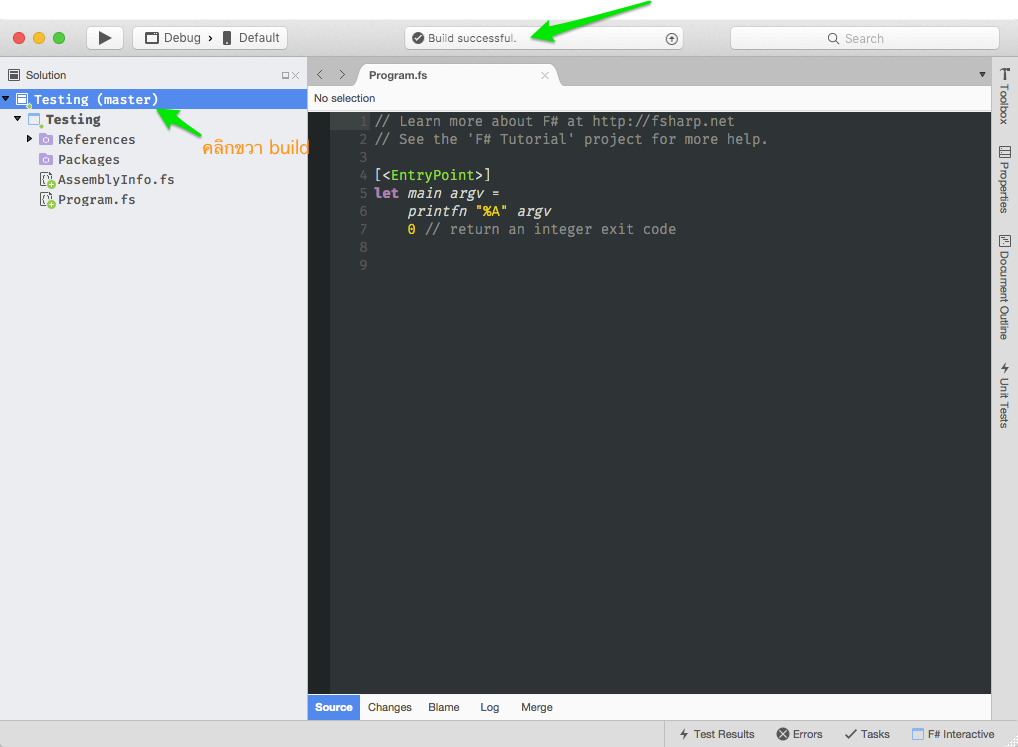 Debug › Default
Build successful.
Search
Solution
Program.fs
Testing (master)
Testing
References
Packages
AssemblyInfo.fs
Program.fs
คลิกขวา build
No selection
1 // Learn more about F# at http://fsharp.net
2 // See the 'F# Tutorial' project for more help.
3
4 [<EntryPoint>]
5 let main argv =
6 printfn "%A" argv
7 0 // return an integer exit code
8
9
Toolbox
Properties
Document Outline
Unit Tests
Source Changes Blame Log Merge
Test Results Errors Tasks F# Interactive